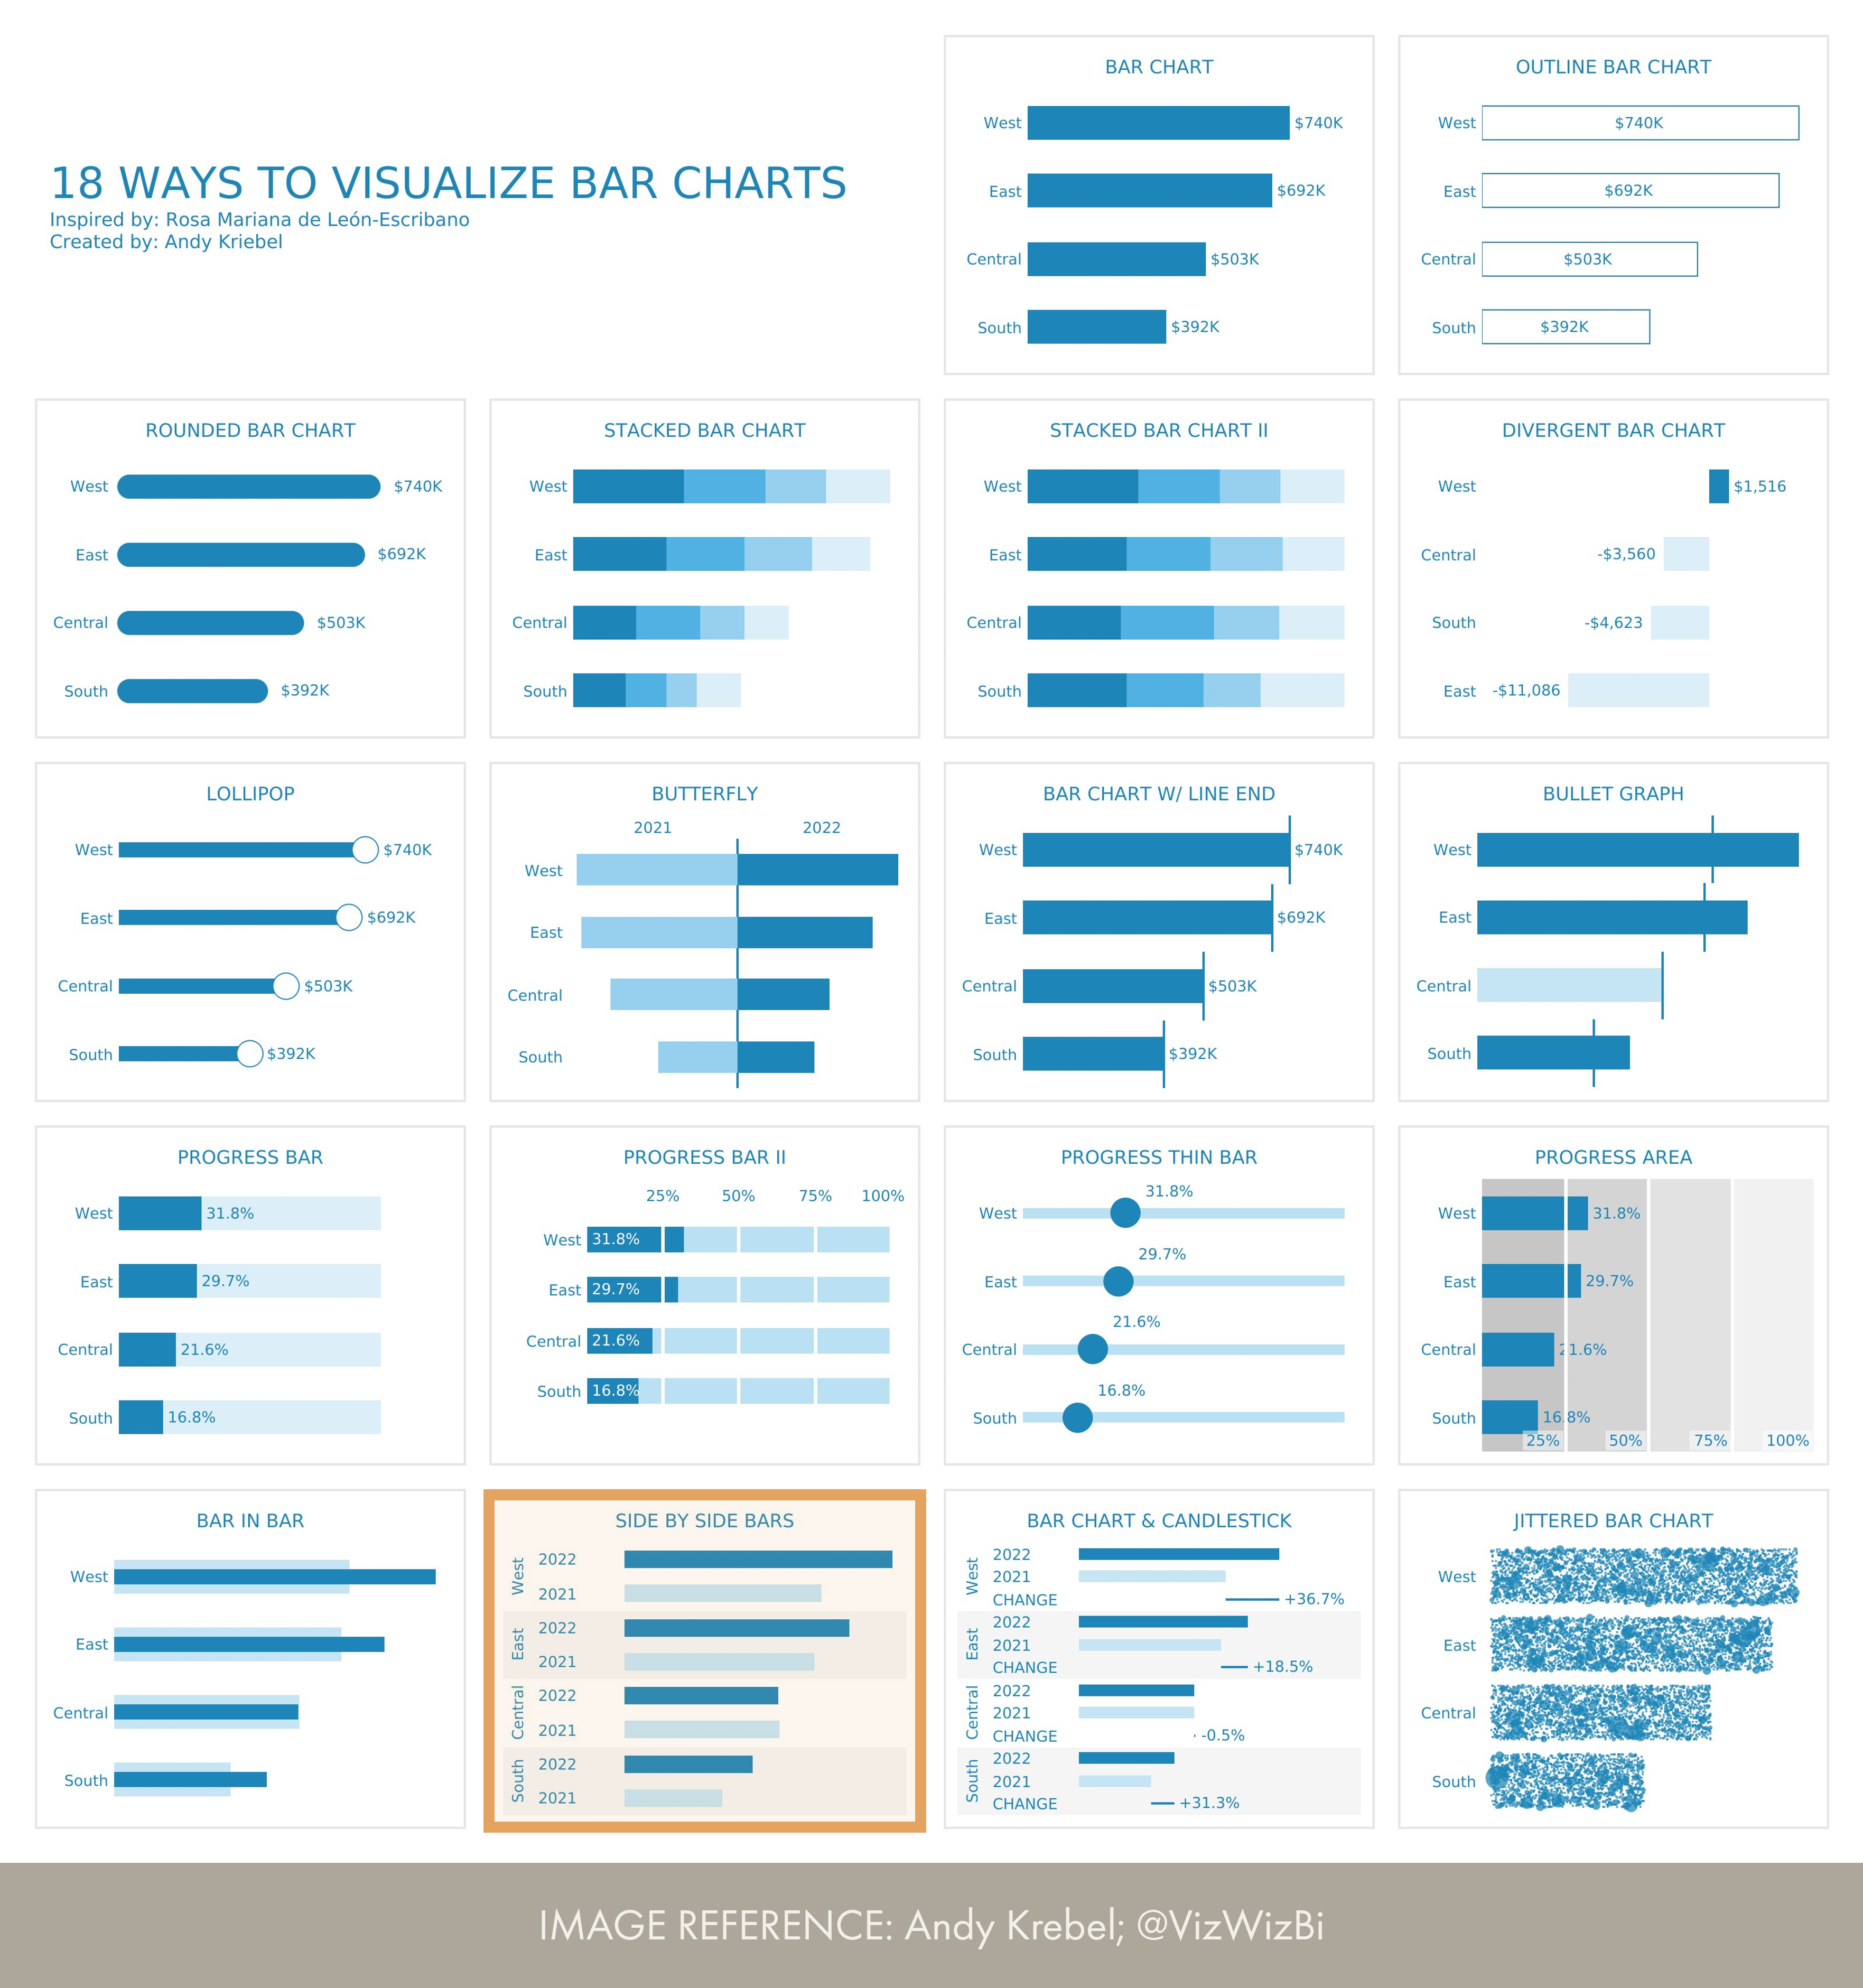 18 WAYS TO VISUALIZE BAR CHARTS
Inspired by: Rosa Mariana de León-Escribano
Created by: Andy Kriebel
BAR CHART
West $740K
East $692K
Central $503K
South $392K
OUTLINE BAR CHART
West $740K
East $692K
Central $503K
South $392K
ROUNDED BAR CHART
West $740K
East $692K
Central $503K
South $392K
STACKED BAR CHART
West
East
Central
South
STACKED BAR CHART II
West
East
Central
South
DIVERGENT BAR CHART
West $1,516
Central -$3,560
South -$4,623
East -$11,086
LOLLIPOP
West $740K
East $692K
Central $503K
South $392K
BUTTERFLY
2021 2022
West
East
Central
South
BAR CHART W/ LINE END
West $740K
East $692K
Central $503K
South $392K
BULLET GRAPH
West
East
Central
South
PROGRESS BAR
West 31.8%
East 29.7%
Central 21.6%
South 16.8%
PROGRESS BAR II
25% 50% 75% 100%
West 31.8%
East 29.7%
Central 21.6%
South 16.8%
PROGRESS THIN BAR
31.8%
West
29.7%
East
21.6%
Central
16.8%
South
PROGRESS AREA
West 31.8%
East 29.7%
Central 21.6%
South 16.8%
25% 50% 75% 100%
BAR IN BAR
West
East
Central
South
SIDE BY SIDE BARS
West
2022
2021
East
2022
2021
Central
2022
2021
South
2022
2021
BAR CHART & CANDLESTICK
West
2022
2021
CHANGE +36.7%
East
2022
2021
CHANGE +18.5%
Central
2022
2021
CHANGE -0.5%
South
2022
2021
CHANGE +31.3%
JITTERED BAR CHART
West
East
Central
South
IMAGE REFERENCE: Andy Krebel; @VizWizBi